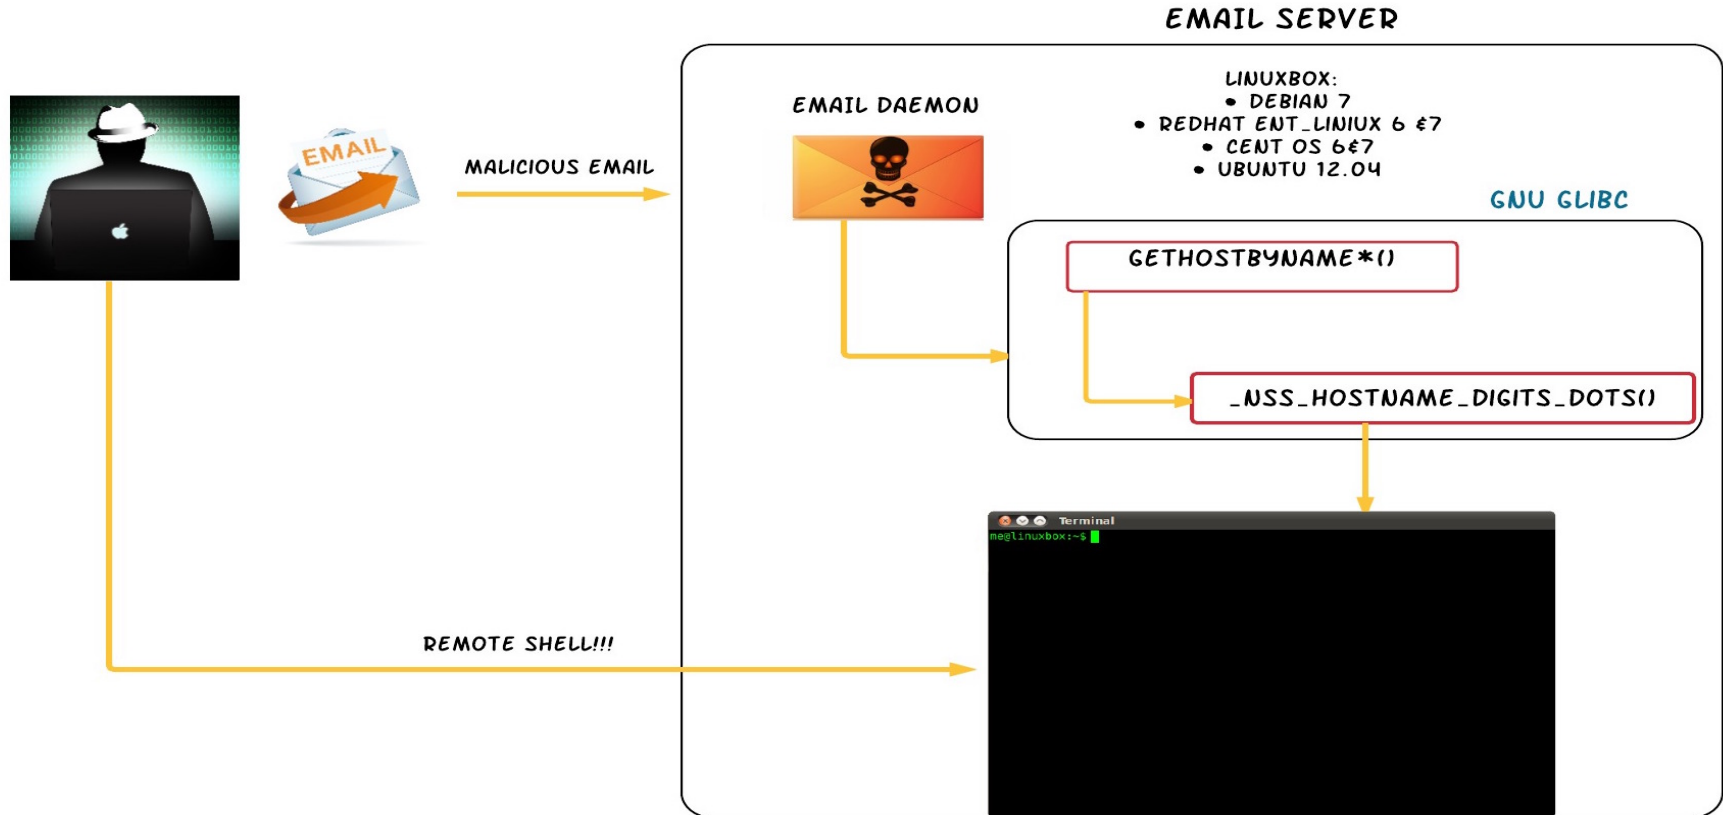 EMAIL SERVER
LINUXBOX:
• DEBIAN 7
• REDHAT ENT_LINIUX 6 &7
• CENT OS 6&7
• UBUNTU 12.04
EMAIL DAEMON
EMAIL
MALICIOUS EMAIL
GNU GLIBC
GETHOSTBYNAME*()
_NSS_HOSTNAME_DIGITS_DOTS()
Terminal
me@linuxbox:~$
REMOTE SHELL!!!